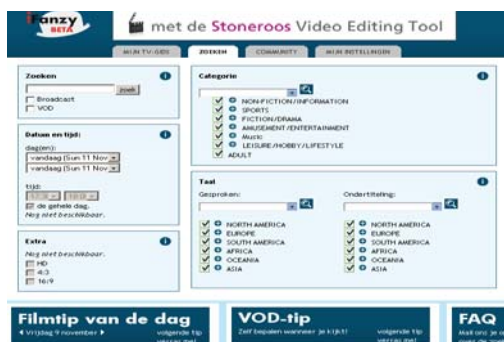 iFanzy
BETA
met de Stoneroos Video Editing Tool
MIJN TV-GIDS
ZOEKEN
COMMUNITY
MIJN INSTELLINGEN
Zoeken
zoek
Broadcast
VOD
Datum en tijd:
dag(en):
vandaag (Sun 11 Nov
vandaag (Sun 11 Nov
tijd:
de gehele dag.
Nog niet beschikbaar.
Extra
Nog niet beschikbaar.
HD
4:3
16:9
Categorie
NON-FICTION/INFORMATION
SPORTS
FICTION/DRAMA
AMUSEMENT/ENTERTAINMENT
Music
LEISURE/HOBBY/LIFESTYLE
ADULT
Taal
Gesproken:
NORTH AMERICA
EUROPE
SOUTH AMERICA
AFRICA
OCEANIA
ASIA
Ondertiteling:
NORTH AMERICA
EUROPE
SOUTH AMERICA
AFRICA
OCEANIA
ASIA
Filmtip van de dag
Vrijdag 9 november
volgende tip
VOD-tip
Zelf bepalen wanneer je kijkt!
volgende tip
FAQ